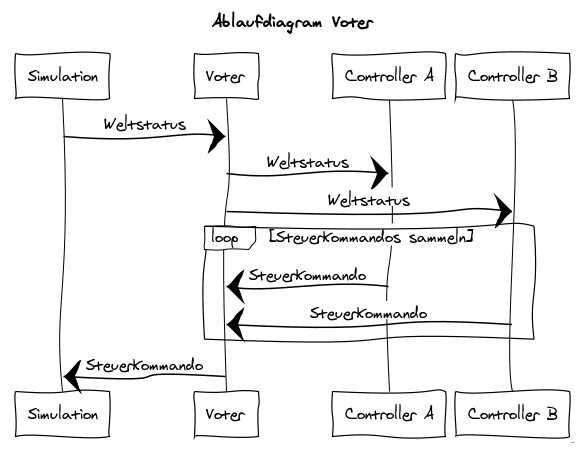 Ablaufdiagram Voter
Simulation
Voter
Controller A
Controller B
Weltstatus
Weltstatus
Weltstatus
loop
[Steuerkommandos sammeln]
Steuerkommando
Steuerkommando
Steuerkommando
Simulation
Voter
Controller A
Controller B